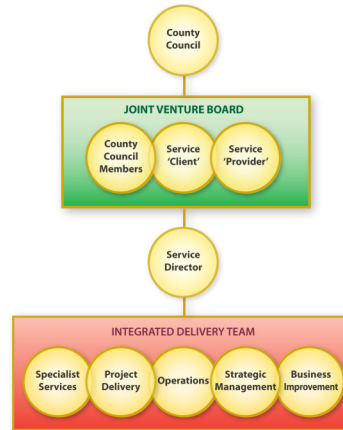 County
Council
JOINT VENTURE BOARD
County
Council
Members
Service
‘Client’
Service
‘Provider’
Service
Director
INTEGRATED DELIVERY TEAM
Specialist
Services
Project
Delivery
Operations
Strategic
Management
Business
Improvement